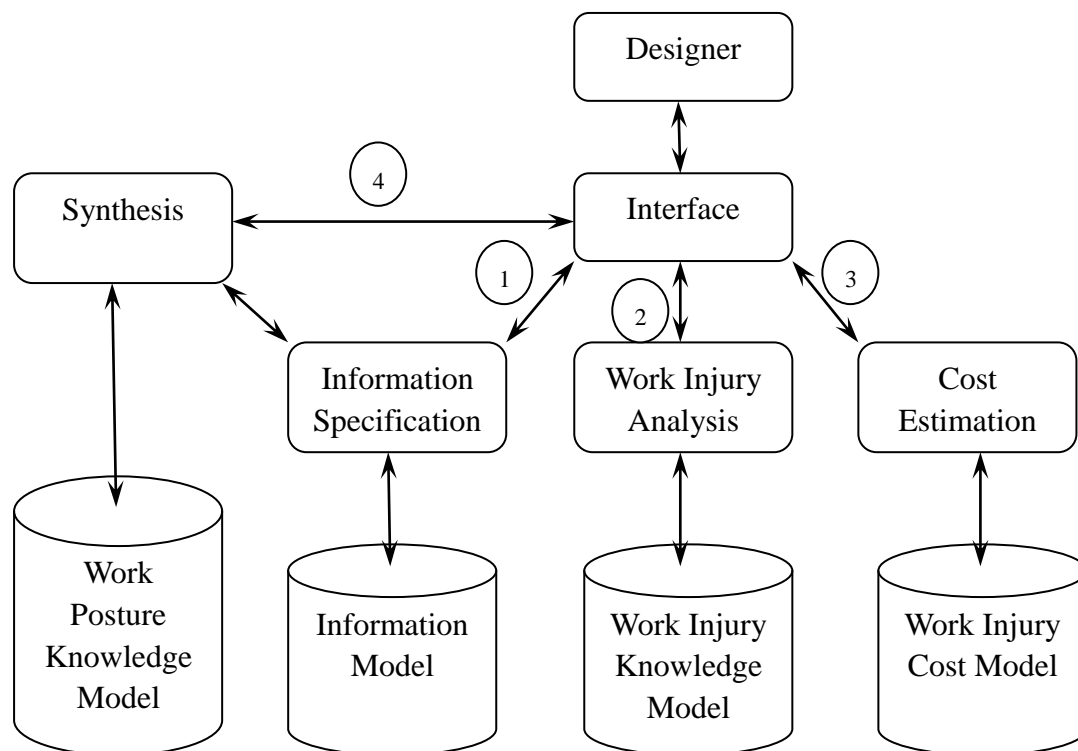 Designer
4
Synthesis
Interface
1
3
2
Information
Specification
Work Injury
Analysis
Cost
Estimation
Work
Posture
Knowledge
Model
Information
Model
Work Injury
Knowledge
Model
Work Injury
Cost Model